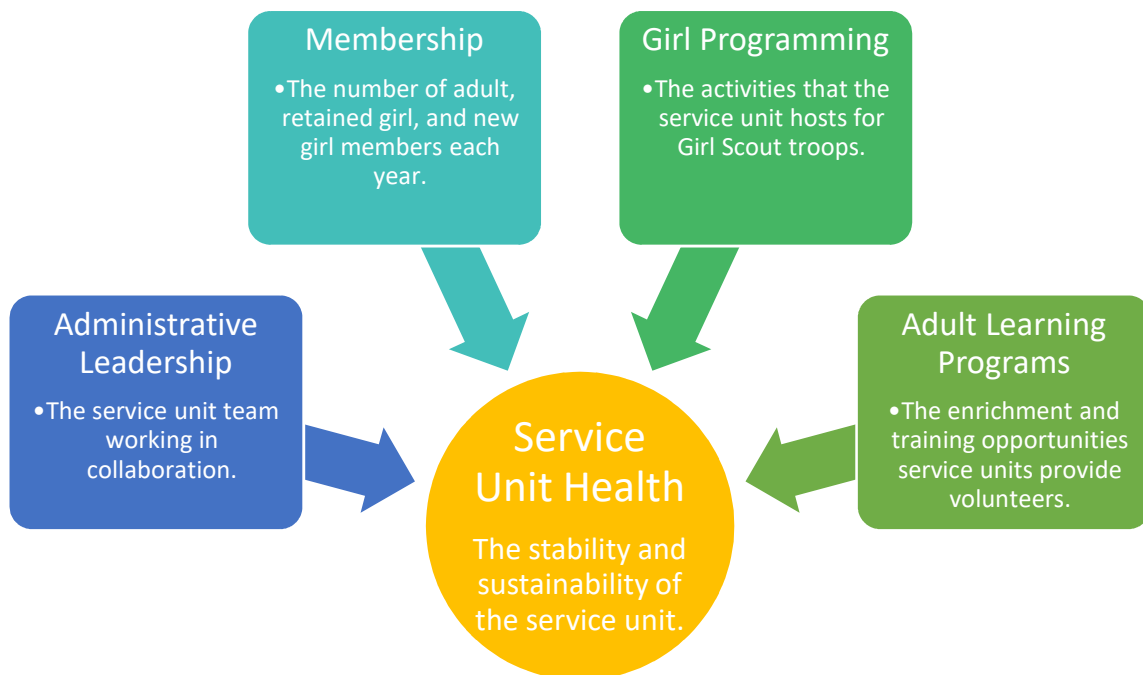 Membership
•The number of adult,
retained girl, and new
girl members each
year.
Girl Programming
•The activities that the
service unit hosts for
Girl Scout troops.
Administrative
Leadership
•The service unit team
working in
collaboration.
Adult Learning
Programs
•The enrichment and
training opportunities
service units provide
volunteers.
Service
Unit Health
The stability and
sustainability of
the service unit.